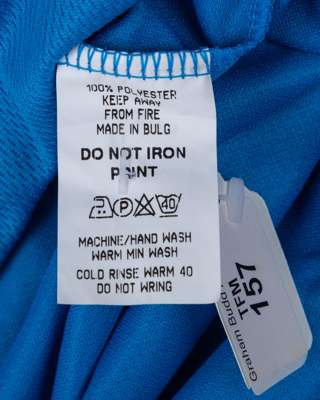 100% POLYESTER
KEEP AWAY
FROM FIRE
MADE IN BULG
DO NOT IRON
PRINT
P 40
MACHINE/HAND WASH
WARM MIN WASH
COLD RINSE WARM 40
DO NOT WRING
Graham Budd
TFM
157